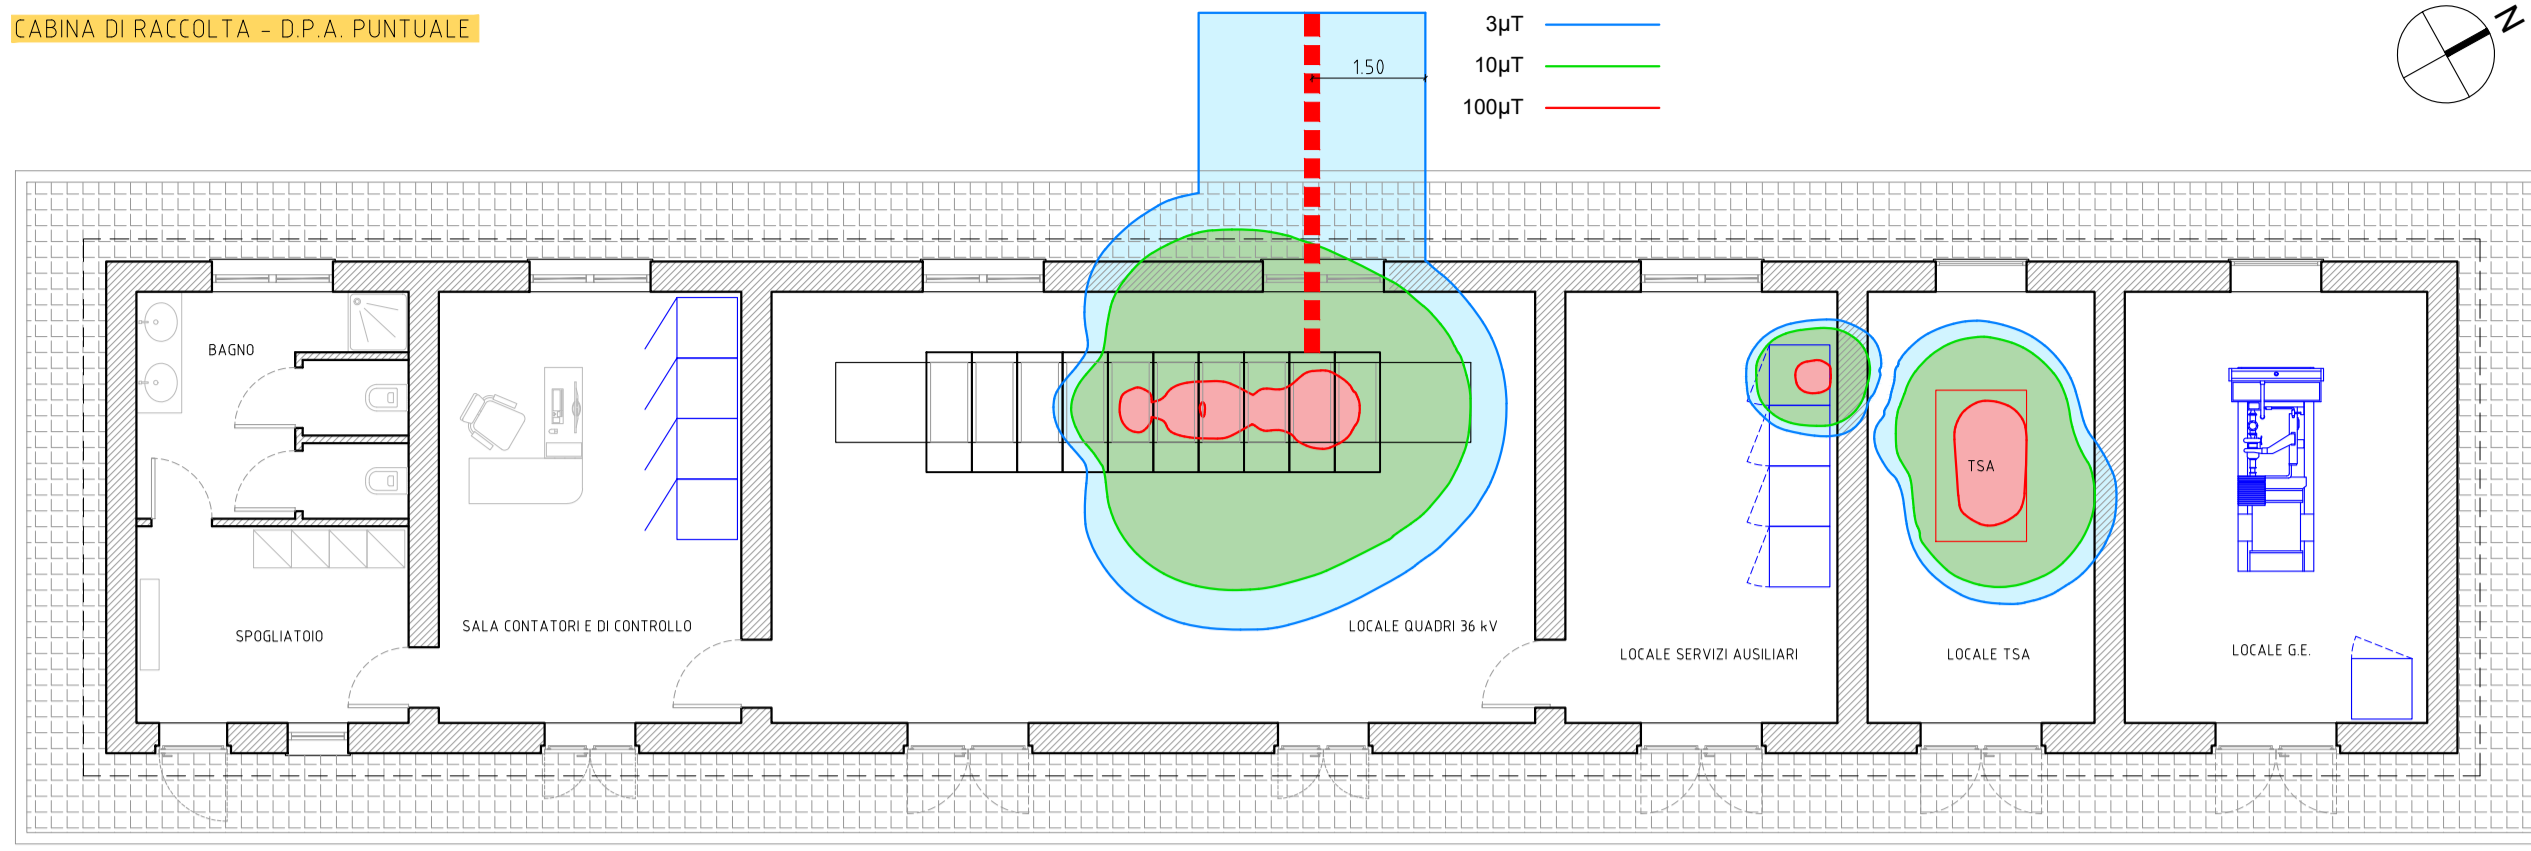 CABINA DI RACCOLTA - D.P.A. PUNTUALE
3µT
10µT
100µT
N
1.50
BAGNO
SPOGLIATOIO
SALA CONTATORI E DI CONTROLLO
LOCALE QUADRI 36 kV
LOCALE SERVIZI AUSILIARI
TSA
LOCALE TSA
LOCALE G.E.